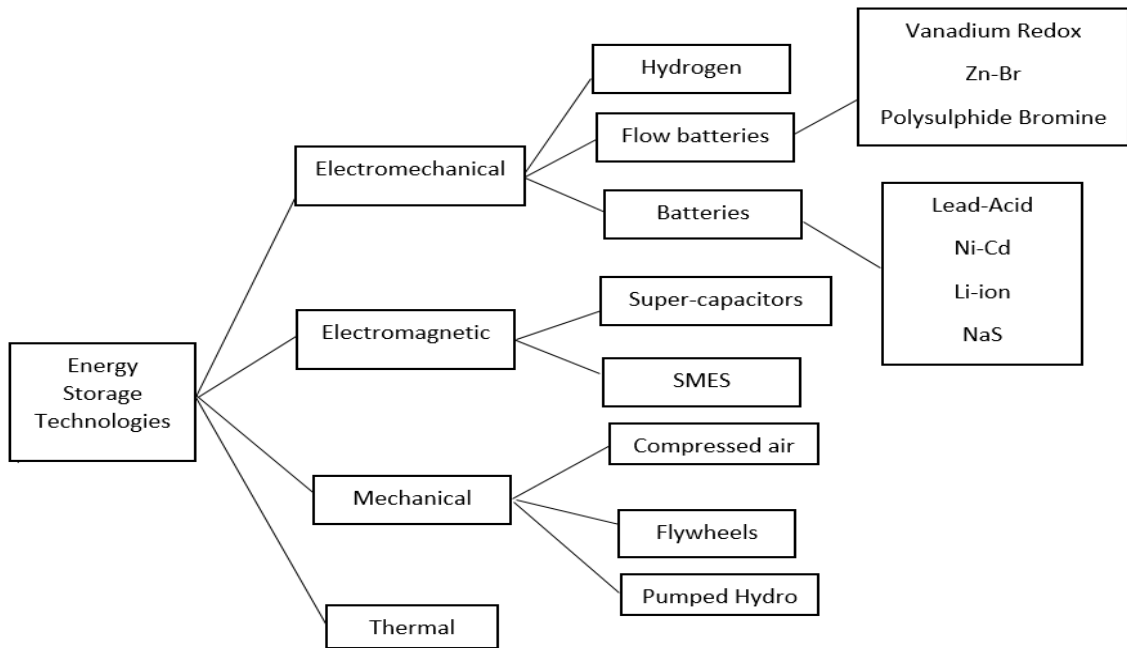 Vanadium Redox
Zn-Br
Polysulphide Bromine
Hydrogen
Flow batteries
Electromechanical
Batteries
Lead-Acid
Ni-Cd
Li-ion
NaS
Super-capacitors
Electromagnetic
SMES
Energy
Storage
Technologies
Compressed air
Mechanical
Flywheels
Pumped Hydro
Thermal